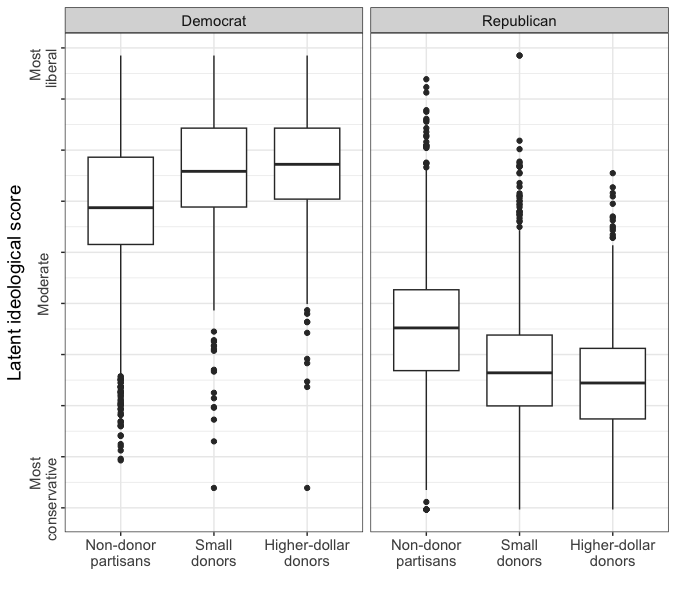 Democrat
Republican
Latent ideological score
Most
liberal
Moderate
Most
conservative
Non-donor
partisans
Small
donors
Higher-dollar
donors
Non-donor
partisans
Small
donors
Higher-dollar
donors